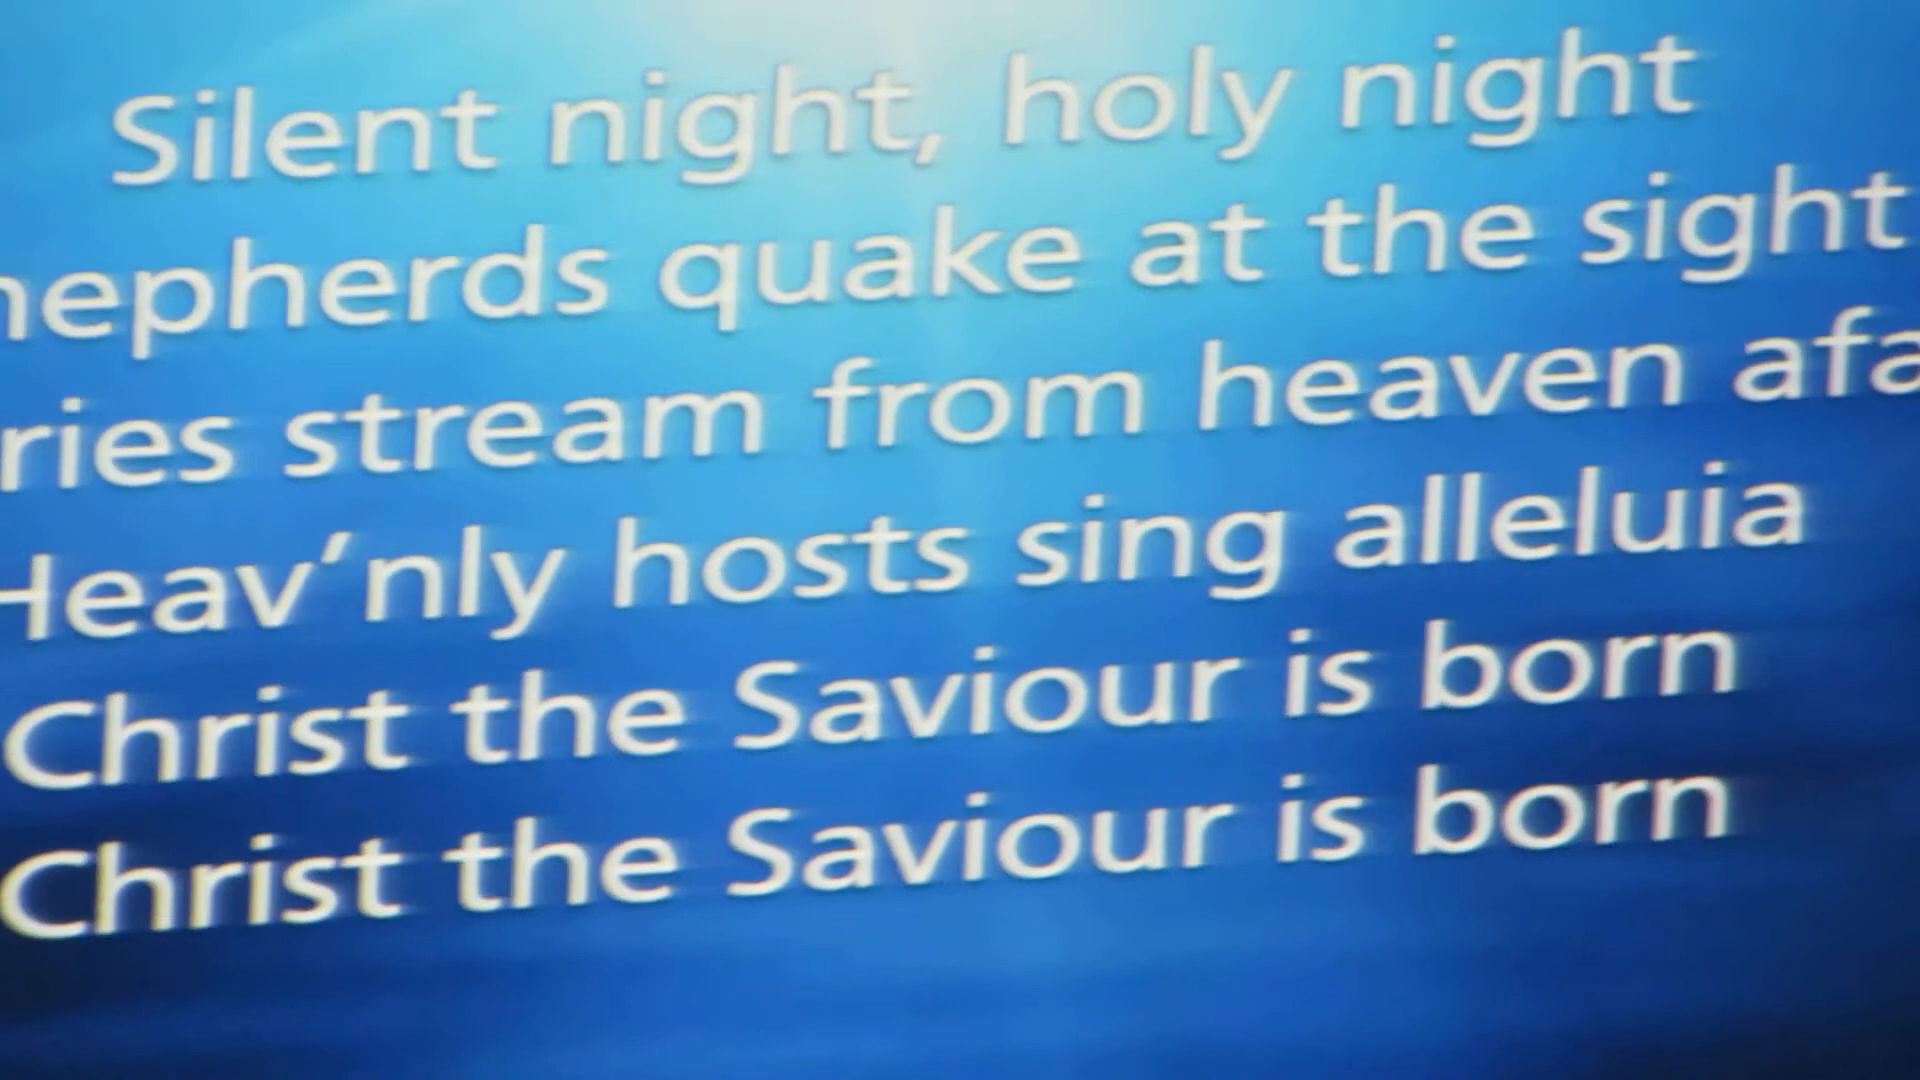 Silent night, holy night
hepherds quake at the sight
ries stream from heaven afa
Heav'nly hosts sing alleluia
Christ the Saviour is born
Christ the Saviour is born